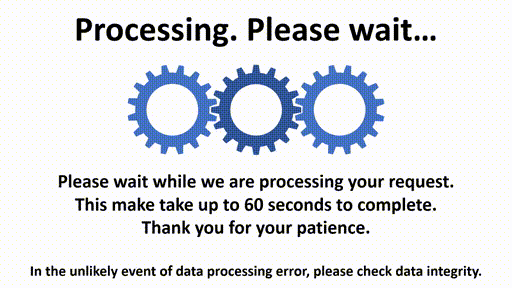 Processing. Please wait…
Please wait while we are processing your request.
This make take up to 60 seconds to complete.
Thank you for your patience.
In the unlikely event of data processing error, please check data integrity.